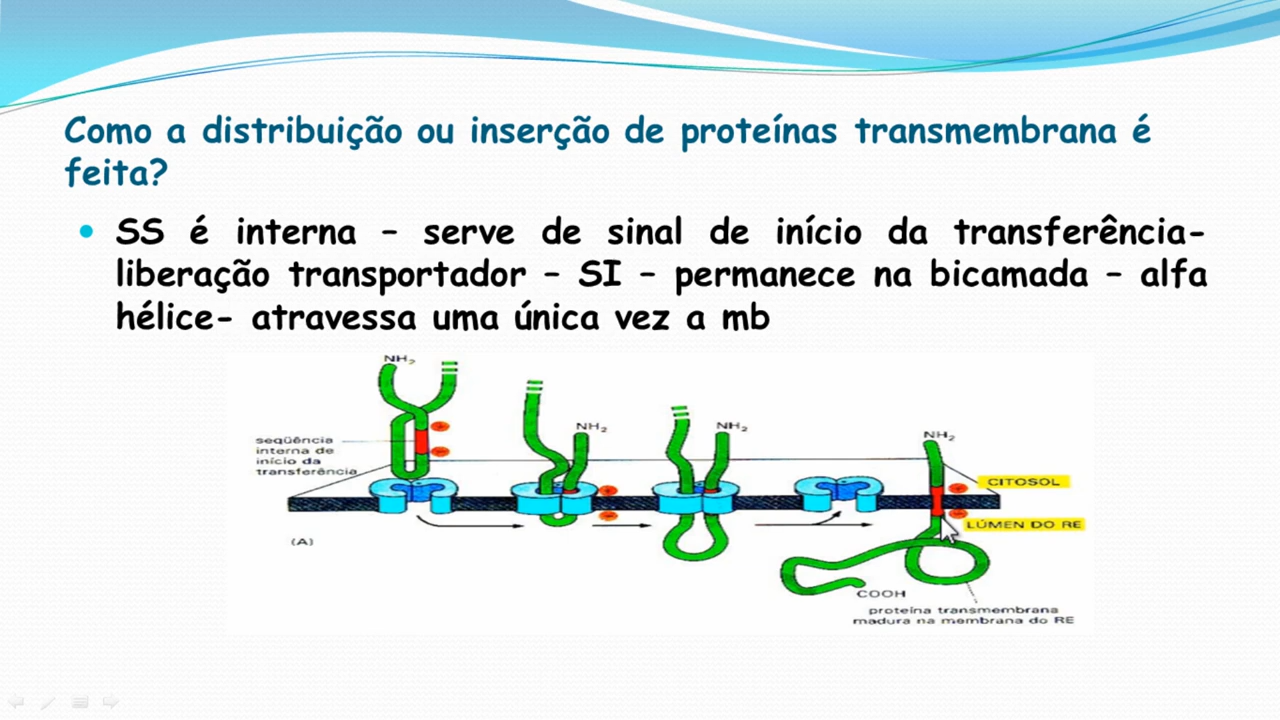 Como a distribuição ou inserção de proteínas transmembrana é
feita?
SS é interna – serve de sinal de início da transferência-
liberação transportador – SI – permanece na bicamada – alfa
hélice- atravessa uma única vez a mb
NH₂
NH₂
NH₂
NH₂
seqüência
interna de
início da
transferência
CITOSOL
LÚMEN DO RE
(A)
COOH
proteína transmembrana
madura na membrana do RE